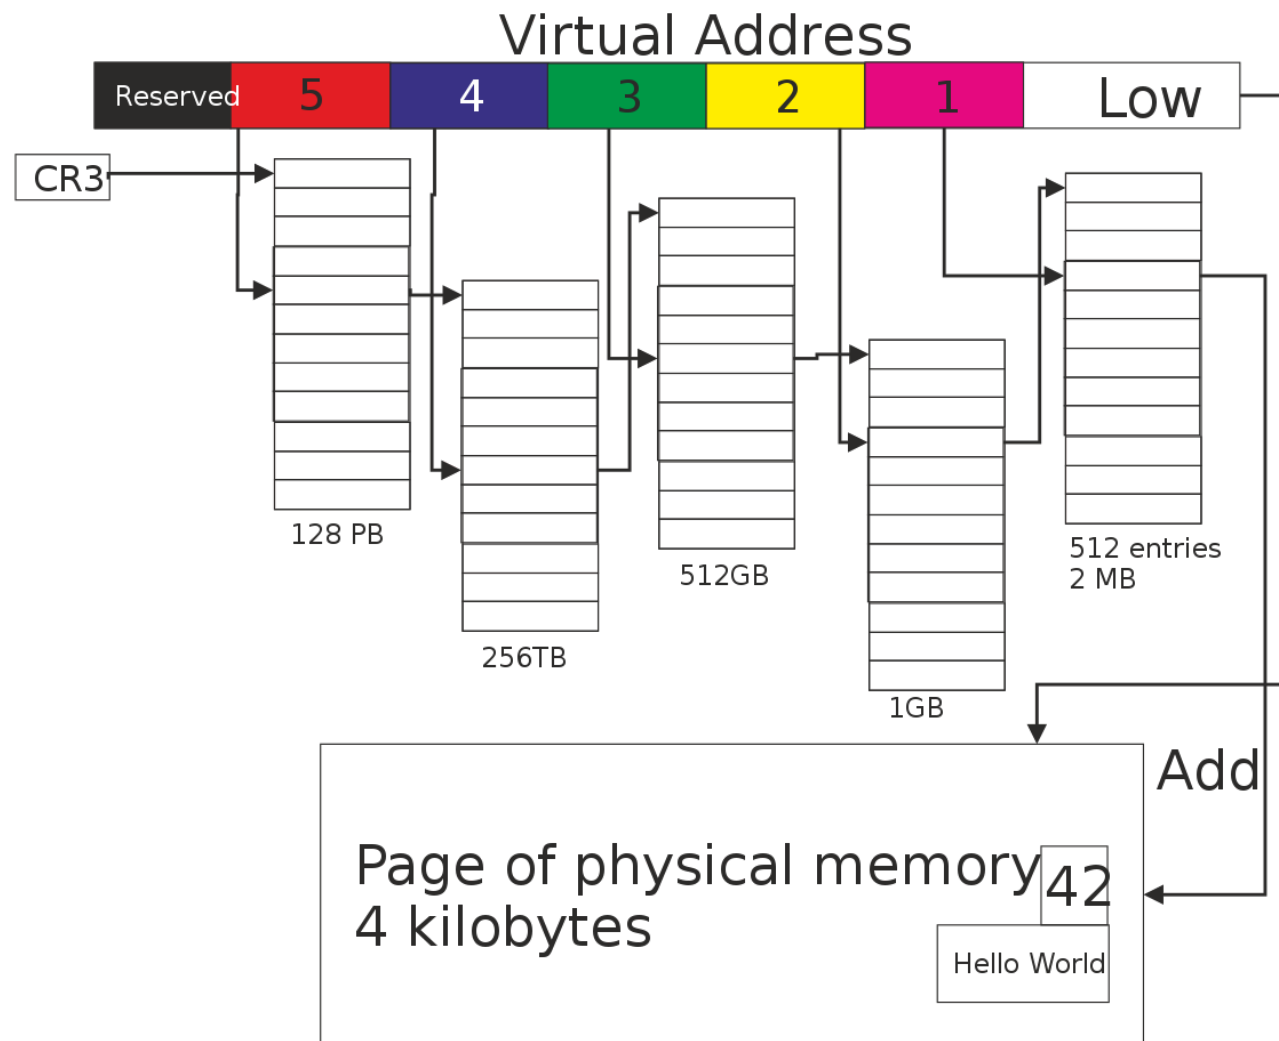 Virtual Address
Reserved 5 4 3 2 1 Low
CR3
128 PB
256TB
512GB
1GB
512 entries
2 MB
Add
Page of physical memory
4 kilobytes
42
Hello World